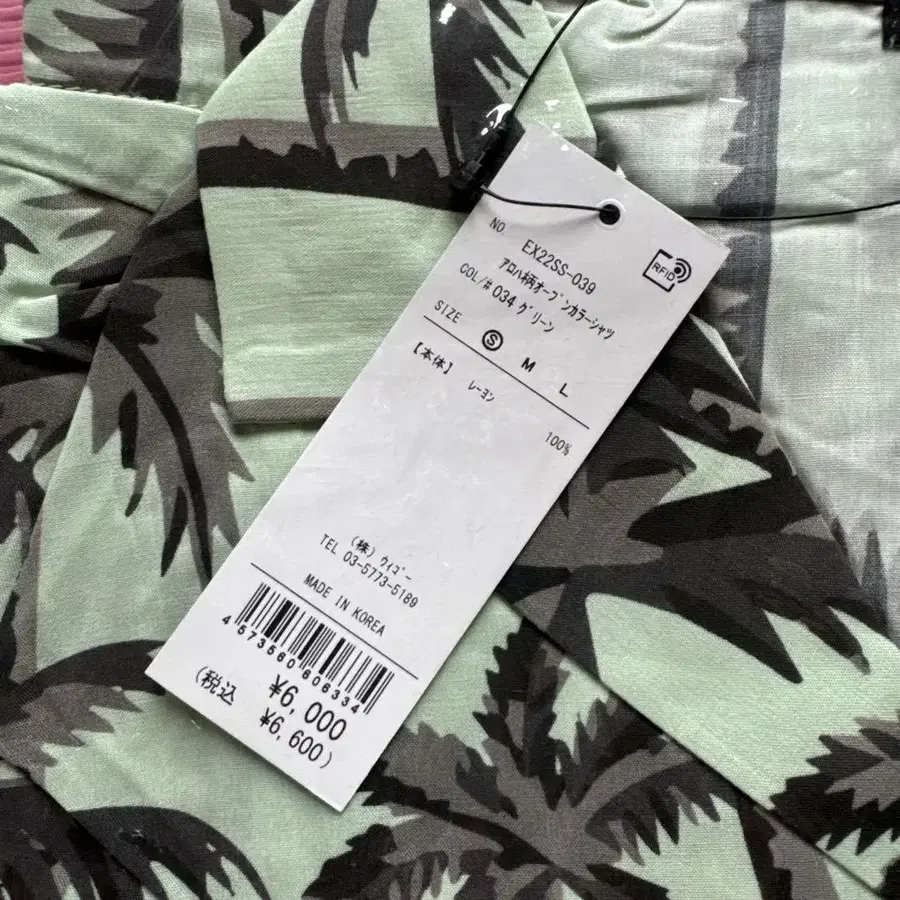 NO EX22SS-039
RFID
アロハ柄オープンカラーシャツ
COL/# 034 グリーン
SIZE Ⓢ M L
【本体】 レーヨン 100%
(株) ウィゴー
TEL 03-5773-5189
MADE IN KOREA
4573560606334
¥6,000
(税込 ¥6,600)